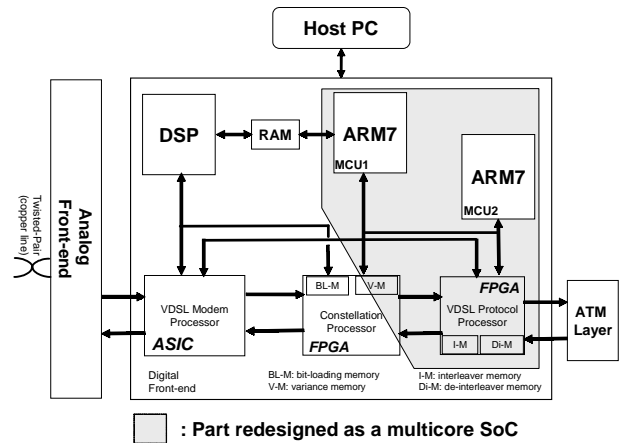 Host PC
DSP
RAM
ARM7
MCU1
ARM7
MCU2
Twisted-Pair
(copper line)
Analog
Front-end
BL-M
V-M
FPGA
VDSL Modem
Processor
ASIC
Constellation
Processor
FPGA
VDSL Protocol
Processor
I-M
Di-M
ATM
Layer
Digital
Front-end
BL-M: bit-loading memory
V-M: variance memory
I-M: interleaver memory
Di-M: de-interleaver memory
: Part redesigned as a multicore SoC